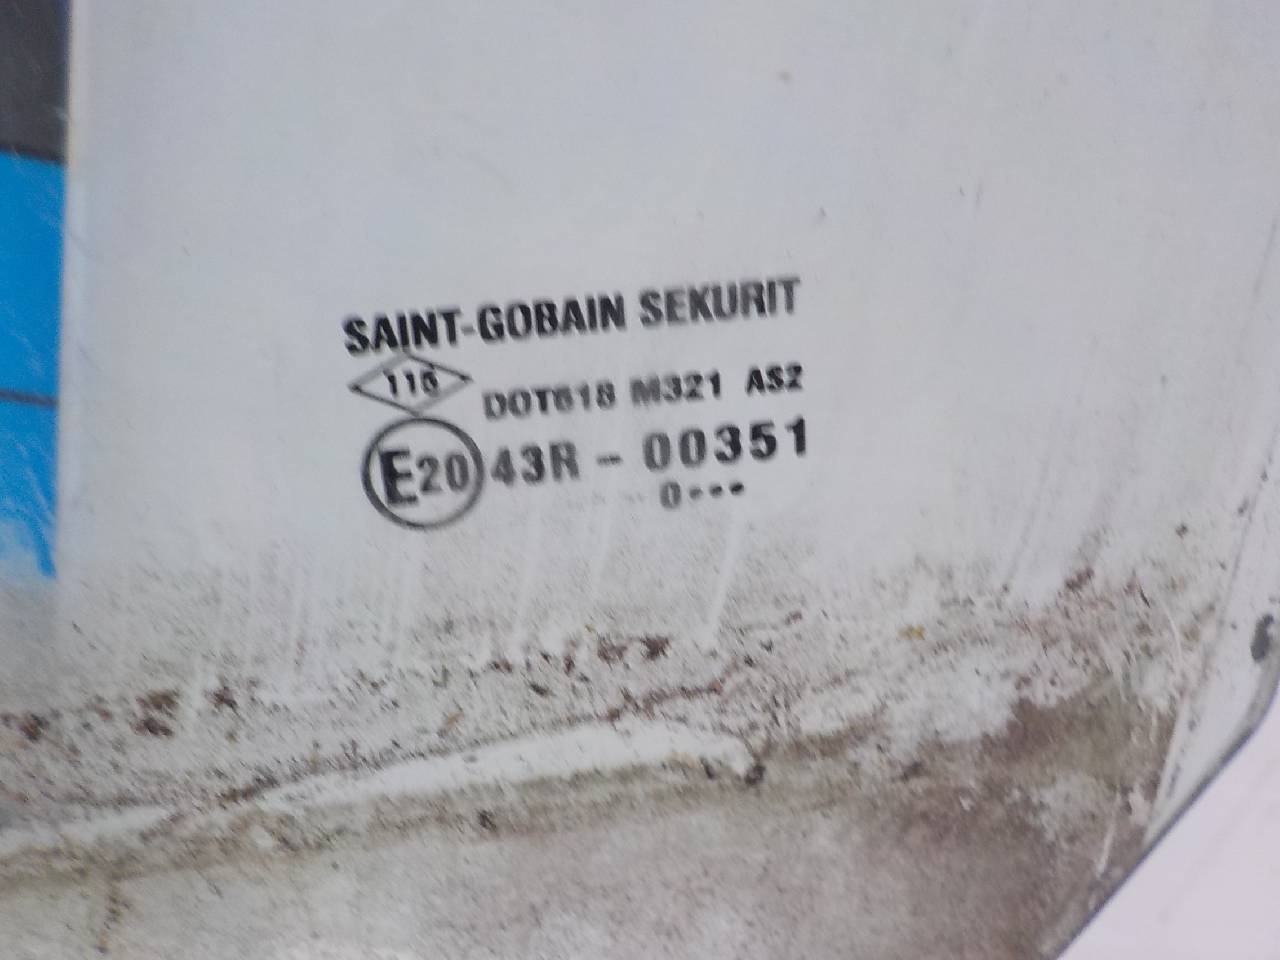 SAINT-GOBAIN SEKURIT
116 DOT618 M321 AS2
E20 43R - 00351
0•••